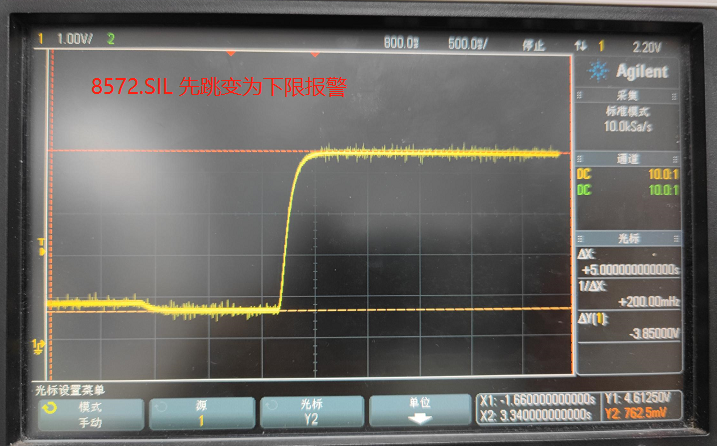 1 1.00V/ 2 800.0ms 500.0ms/ 停止 1 2.20V
8572.SIL 先跳变为下限报警
Agilent
采集
标准模式
10.0kSa/s
通道
DC 10.0:1
DC 10.0:1
光标
ΔX:
+5.000000000000s
1/ΔX:
+200.00mHz
ΔY(1):
-3.85000V
光标设置菜单
模式
手动
源
1
光标
Y2
单位
X1: -1.660000000000s
X2: 3.340000000000s
Y1: 4.61250V
Y2: 762.5mV